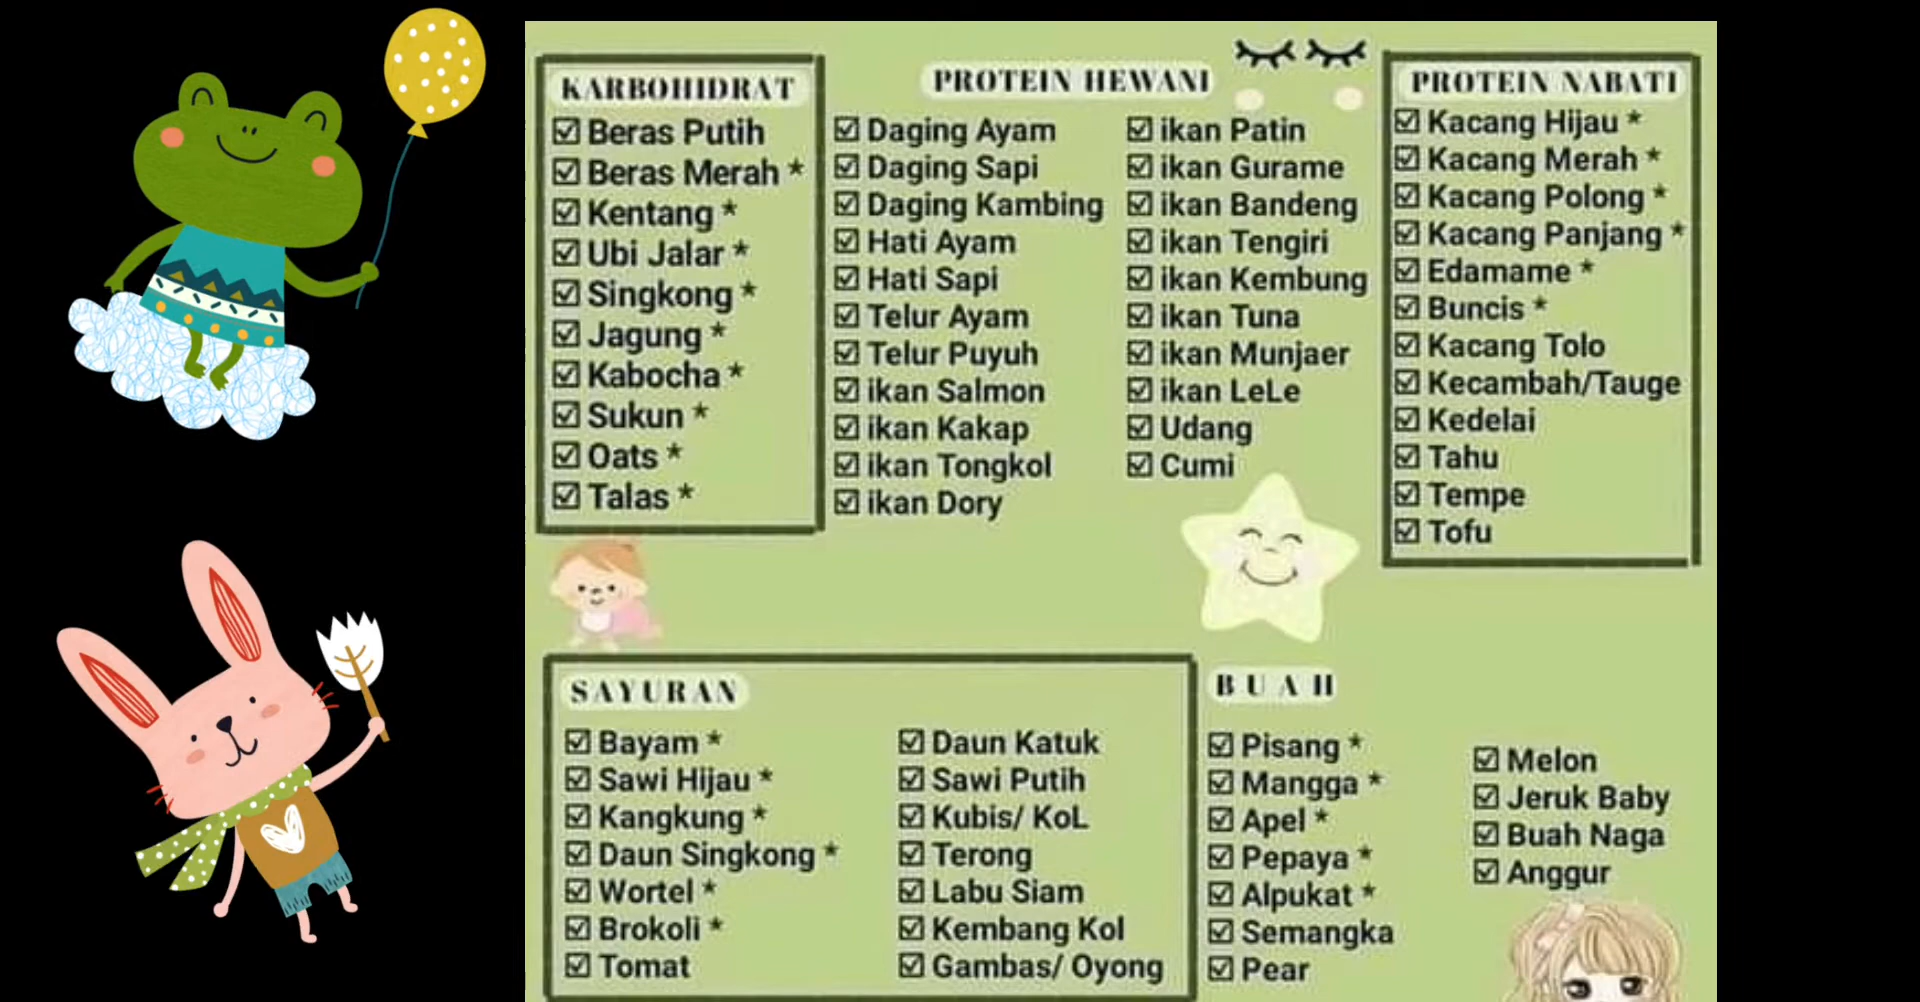 KARBOHIDRAT
☑ Beras Putih
☑ Beras Merah *
☑ Kentang *
☑ Ubi Jalar *
☑ Singkong *
☑ Jagung *
☑ Kabocha *
☑ Sukun *
☑ Oats *
☑ Talas *
PROTEIN HEWANI
☑ Daging Ayam
☑ Daging Sapi
☑ Daging Kambing
☑ Hati Ayam
☑ Hati Sapi
☑ Telur Ayam
☑ Telur Puyuh
☑ ikan Salmon
☑ ikan Kakap
☑ ikan Tongkol
☑ ikan Dory
☑ ikan Patin
☑ ikan Gurame
☑ ikan Bandeng
☑ ikan Tengiri
☑ ikan Kembung
☑ ikan Tuna
☑ ikan Munjaer
☑ ikan LeLe
☑ Udang
☑ Cumi
PROTEIN NABATI
☑ Kacang Hijau *
☑ Kacang Merah *
☑ Kacang Polong *
☑ Kacang Panjang *
☑ Edamame *
☑ Buncis *
☑ Kacang Tolo
☑ Kecambah/Tauge
☑ Kedelai
☑ Tahu
☑ Tempe
☑ Tofu
SAYURAN
☑ Bayam *
☑ Sawi Hijau *
☑ Kangkung *
☑ Daun Singkong *
☑ Wortel *
☑ Brokoli *
☑ Tomat
☑ Daun Katuk
☑ Sawi Putih
☑ Kubis/ KoL
☑ Terong
☑ Labu Siam
☑ Kembang Kol
☑ Gambas/ Oyong
BUAH
☑ Pisang *
☑ Mangga *
☑ Apel *
☑ Pepaya *
☑ Alpukat *
☑ Semangka
☑ Pear
☑ Melon
☑ Jeruk Baby
☑ Buah Naga
☑ Anggur